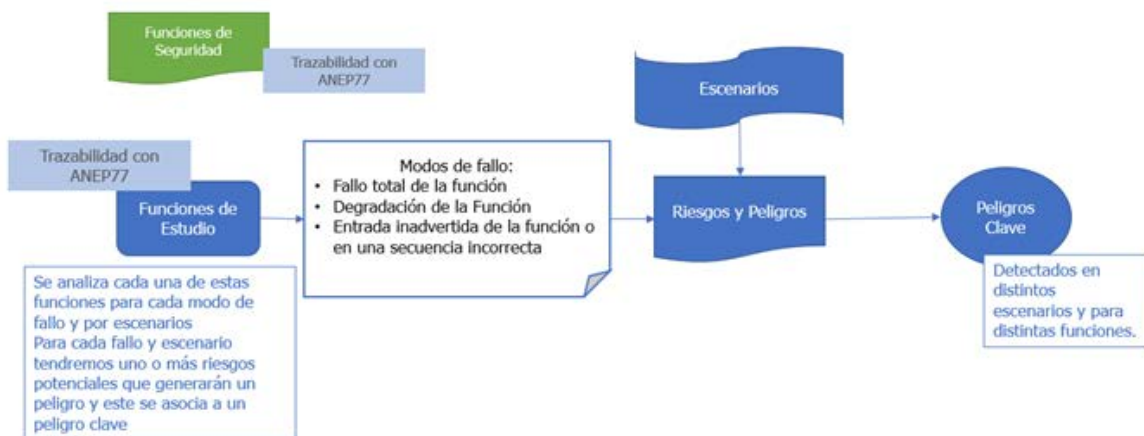 Funciones de
Seguridad
Trazabilidad con
ANEP77
Escenarios
Trazabilidad con
ANEP77
Funciones de
Estudio
Modos de fallo:
• Fallo total de la función
• Degradación de la Función
• Entrada inadvertida de la función o
en una secuencia incorrecta
Riesgos y Peligros
Peligros
Clave
Se analiza cada una de estas
funciones para cada modo de
fallo y por escenarios
Para cada fallo y escenario
tendremos uno o más riesgos
potenciales que generarán un
peligro y este se asocia a un
peligro clave
Detectados en
distintos
escenarios y para
distintas funciones.